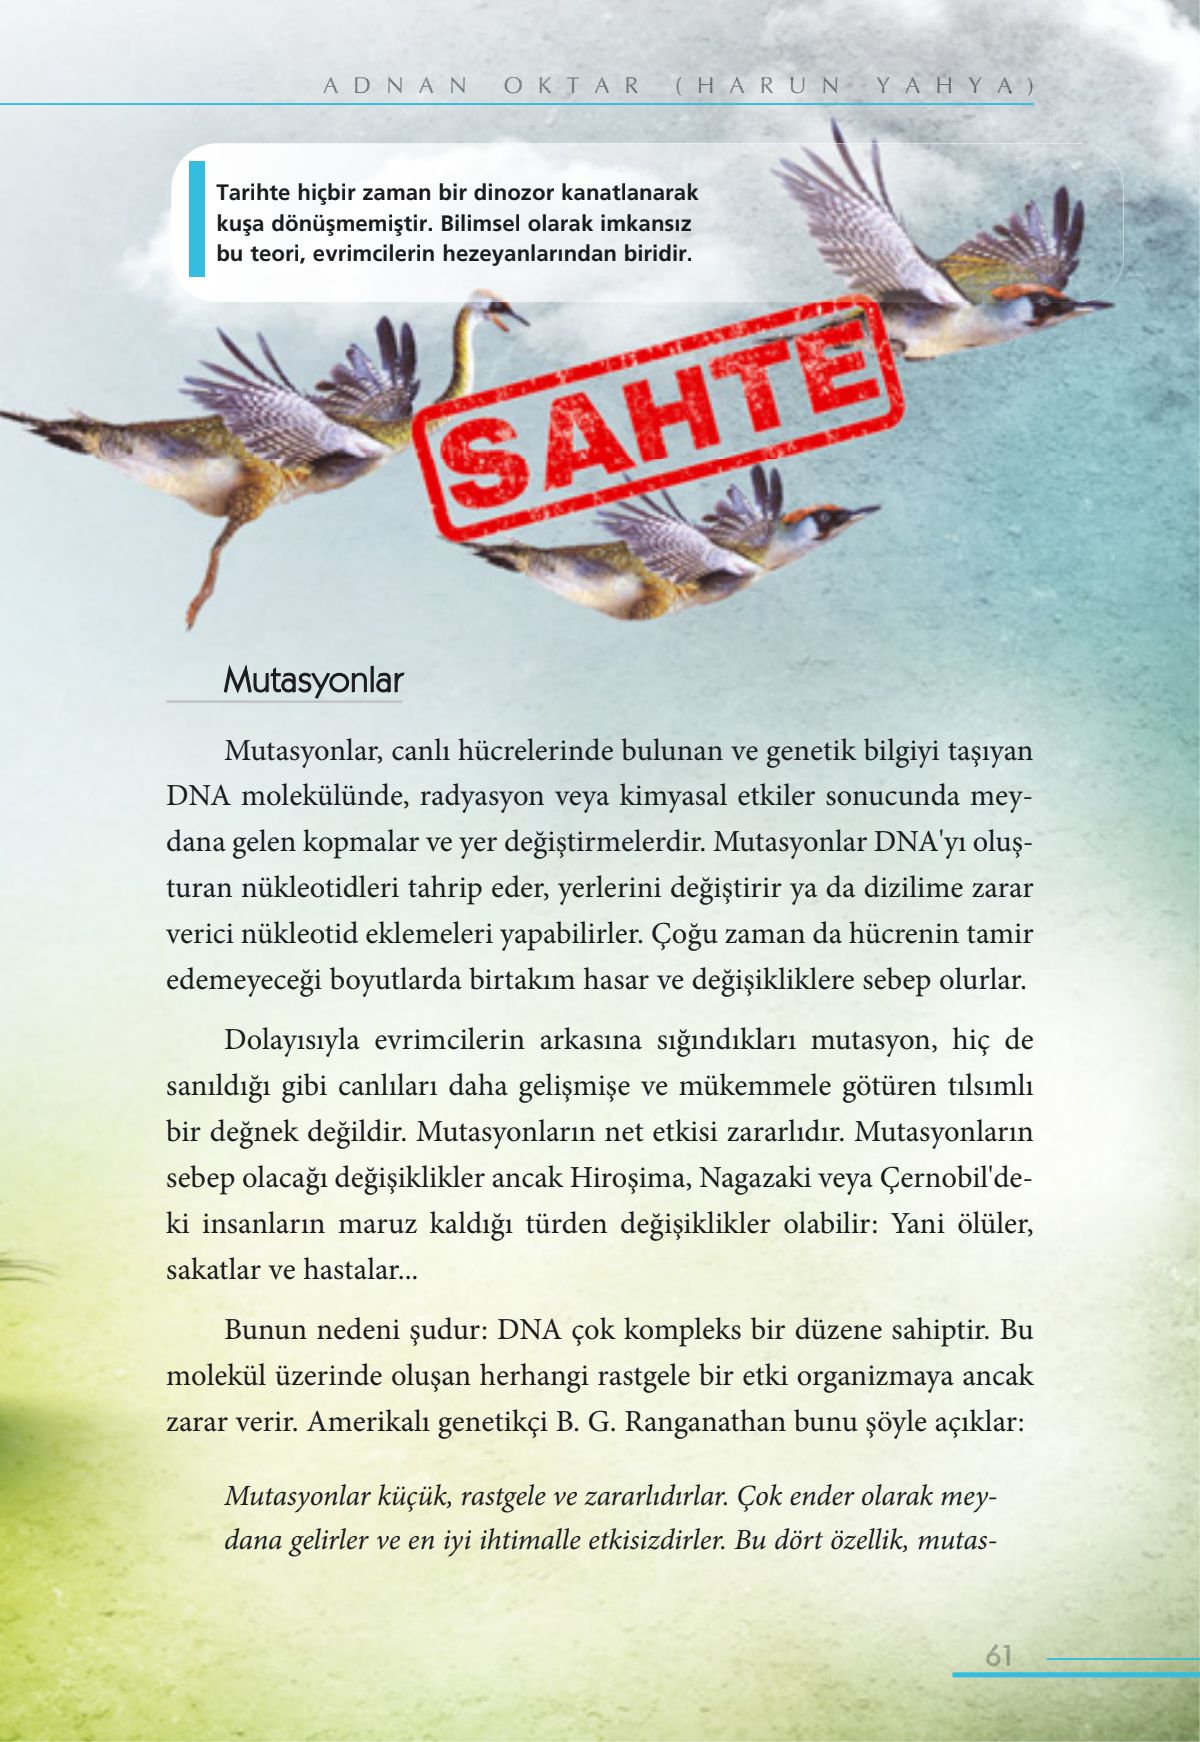 ADNAN OKTAR (HARUN YAHYA)
Tarihte hiçbir zaman bir dinozor kanatlanarak
kuşa dönüşmemiştir. Bilimsel olarak imkansız
bu teori, evrimcilerin hezeyanlarından biridir.
SAHTE
Mutasyonlar
Mutasyonlar, canlı hücrelerinde bulunan ve genetik bilgiyi taşıyan
DNA molekülünde, radyasyon veya kimyasal etkiler sonucunda mey-
dana gelen kopmalar ve yer değiştirmelerdir. Mutasyonlar DNA'yı oluş-
turan nükleotidleri tahrip eder, yerlerini değiştirir ya da dizilime zarar
verici nükleotid eklemeleri yapabilirler. Çoğu zaman da hücrenin tamir
edemeyeceği boyutlarda birtakım hasar ve değişikliklere sebep olurlar.
Dolayısıyla evrimcilerin arkasına sığındıkları mutasyon, hiç de
sanıldığı gibi canlıları daha gelişmişe ve mükemmele götüren tılsımlı
bir değnek değildir. Mutasyonların net etkisi zararlıdır. Mutasyonların
sebep olacağı değişiklikler ancak Hiroşima, Nagazaki veya Çernobil'de-
ki insanların maruz kaldığı türden değişiklikler olabilir: Yani ölüler,
sakatlar ve hastalar...
Bunun nedeni şudur: DNA çok kompleks bir düzene sahiptir. Bu
molekül üzerinde oluşan herhangi rastgele bir etki organizmaya ancak
zarar verir. Amerikalı genetikçi B. G. Ranganathan bunu şöyle açıklar:
Mutasyonlar küçük, rastgele ve zararlıdırlar. Çok ender olarak mey-
dana gelirler ve en iyi ihtimalle etkisizdirler. Bu dört özellik, mutas-
61